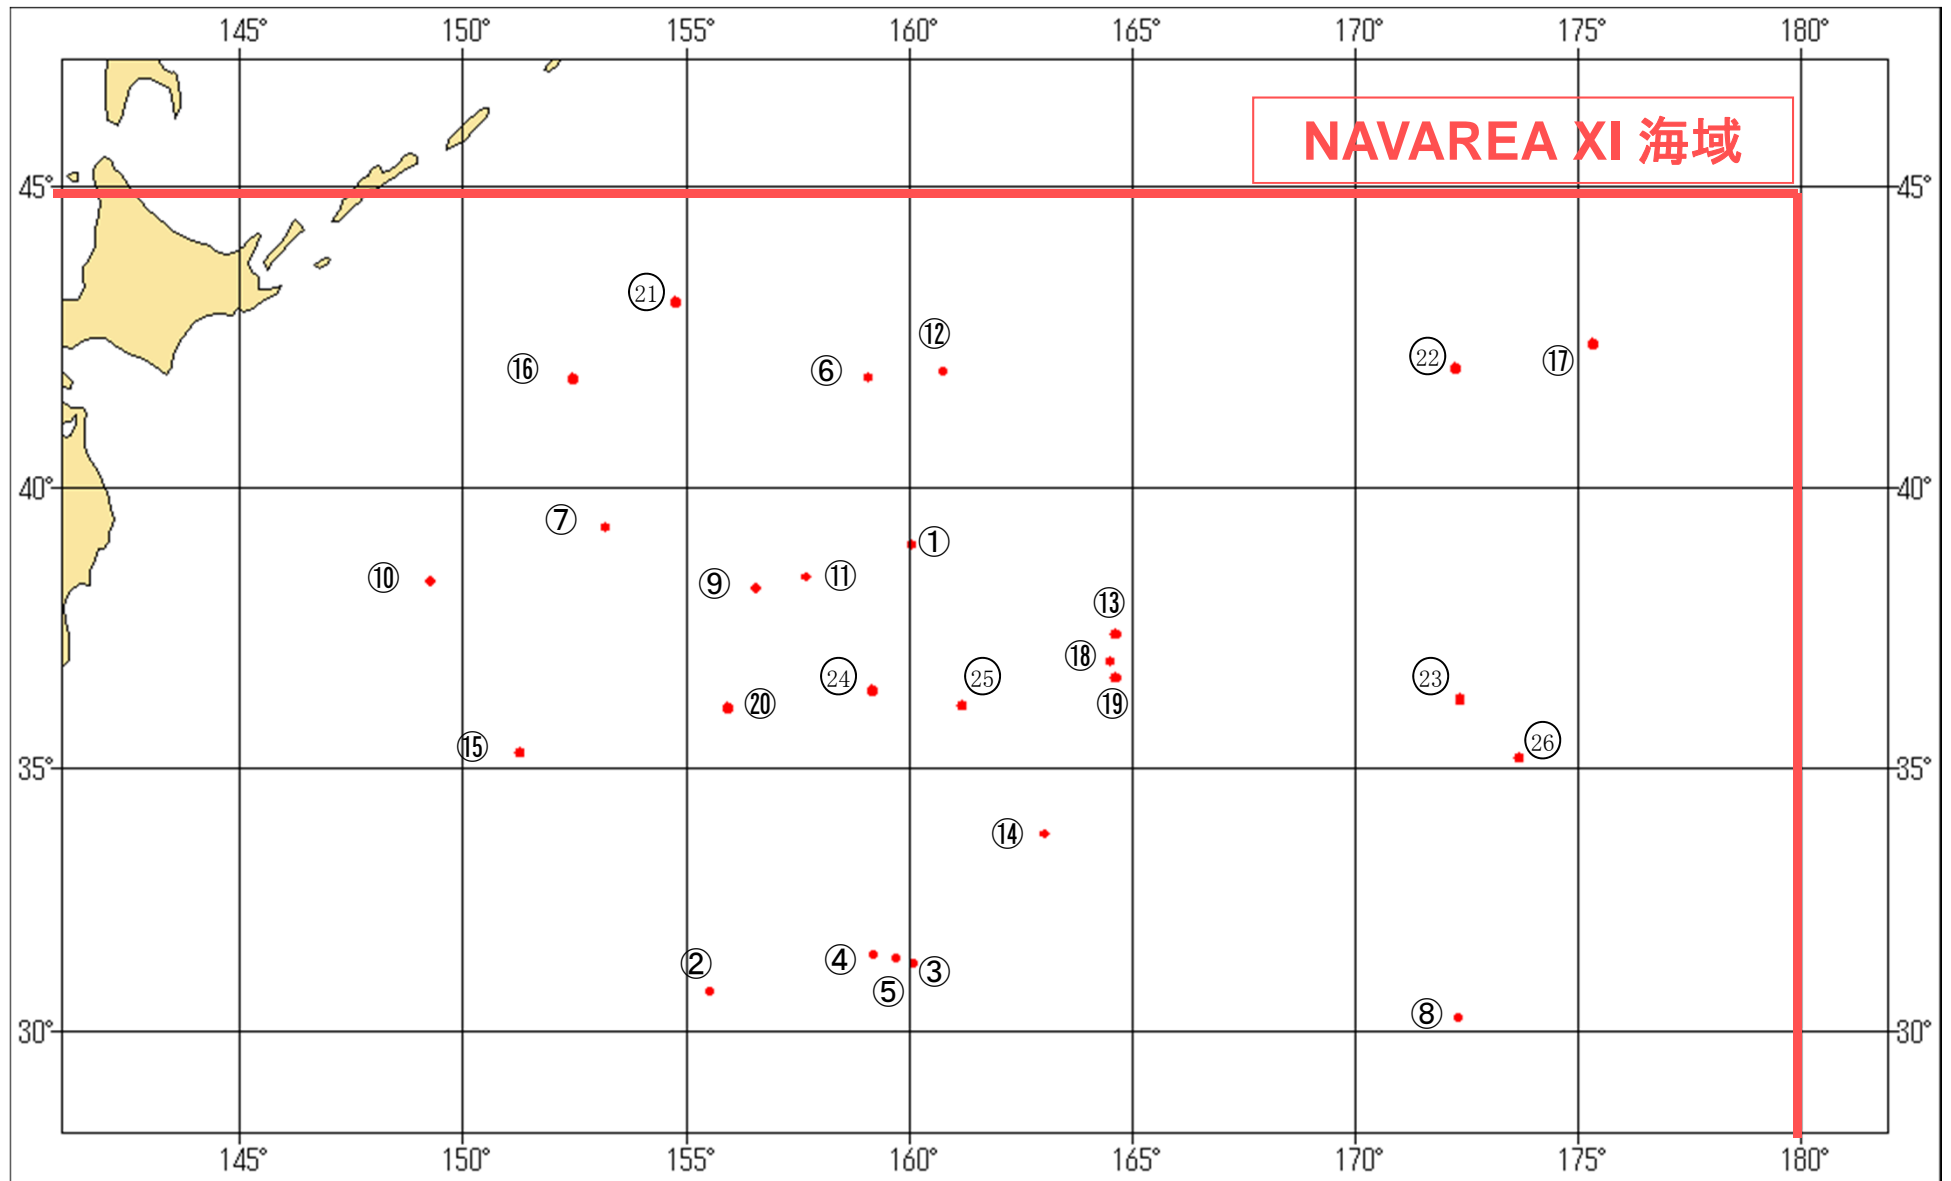 145° 150° 155° 160° 165° 170° 175° 180°
NAVAREA XI 海域
45° 45°
㉑
⑫
⑯ ⑥ ㉒ ⑰
40° 40°
⑦
①
⑩ ⑨ ⑪
⑬
⑱
㉔ ㉕ ㉓
⑳ ⑲
⑮ ㉖
35° 35°
⑭
④ ② ③
⑤
⑧
30° 30°
145° 150° 155° 160° 165° 170° 175° 180°